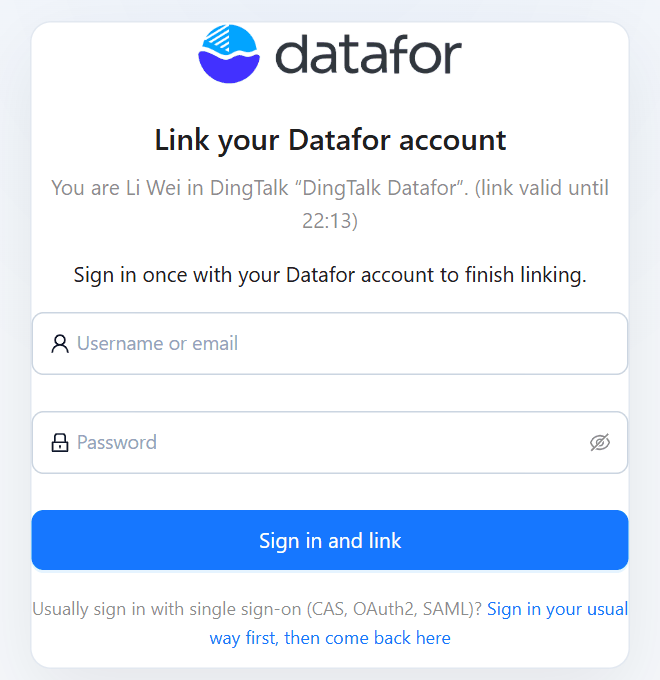 datafor
Link your Datafor account
You are Li Wei in DingTalk “DingTalk Datafor”. (link valid until
22:13)
Sign in once with your Datafor account to finish linking.
Username or email
Password
Sign in and link
Usually sign in with single sign-on (CAS, OAuth2, SAML)? Sign in your usual
way first, then come back here